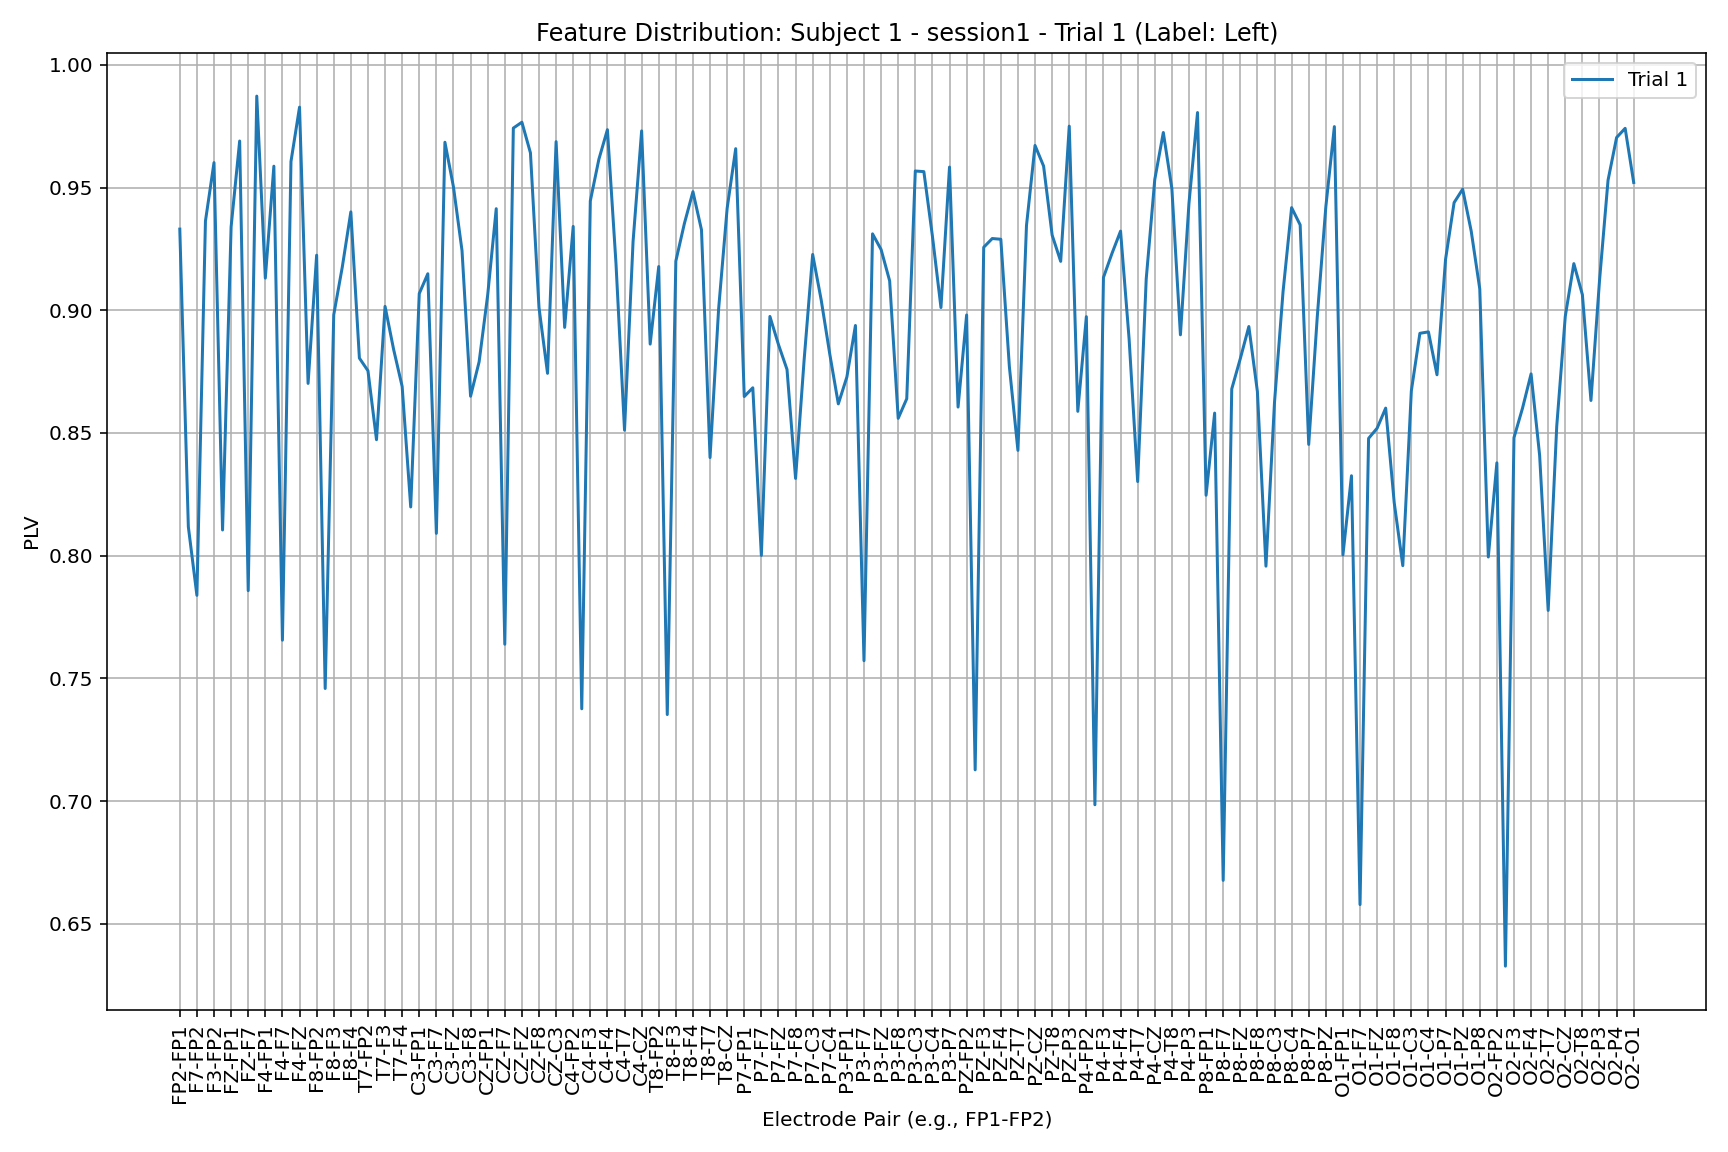 Feature Distribution: Subject 1 - session1 - Trial 1 (Label: Left)
1.00
0.95
0.90
0.85
0.80
0.75
0.70
0.65
PLV
Trial 1
FP2-FP1
F7-FP2
F3-FP2
FZ-FP1
FZ-F7
F4-FP1
F4-F7
F4-FZ
F8-FP2
F8-F3
F8-F4
T7-FP2
T7-F3
T7-F4
C3-FP1
C3-F7
C3-FZ
C3-F8
CZ-FP1
CZ-F7
CZ-FZ
CZ-F8
CZ-C3
C4-FP2
C4-F3
C4-F4
C4-T7
C4-CZ
T8-FP2
T8-F3
T8-F4
T8-T7
T8-CZ
P7-FP1
P7-F7
P7-FZ
P7-F8
P7-C3
P7-C4
P3-FP1
P3-F7
P3-FZ
P3-F8
P3-C3
P3-C4
P3-P7
PZ-FP2
PZ-F3
PZ-F4
PZ-T7
PZ-CZ
PZ-T8
PZ-P3
P4-FP2
P4-F3
P4-F4
P4-T7
P4-CZ
P4-T8
P4-P3
P8-FP1
P8-F7
P8-FZ
P8-F8
P8-C3
P8-C4
P8-P7
P8-PZ
O1-FP1
O1-F7
O1-FZ
O1-F8
O1-C3
O1-C4
O1-P7
O1-PZ
O1-P8
O2-FP2
O2-F3
O2-F4
O2-T7
O2-CZ
O2-T8
O2-P3
O2-P4
O2-O1
Electrode Pair (e.g., FP1-FP2)